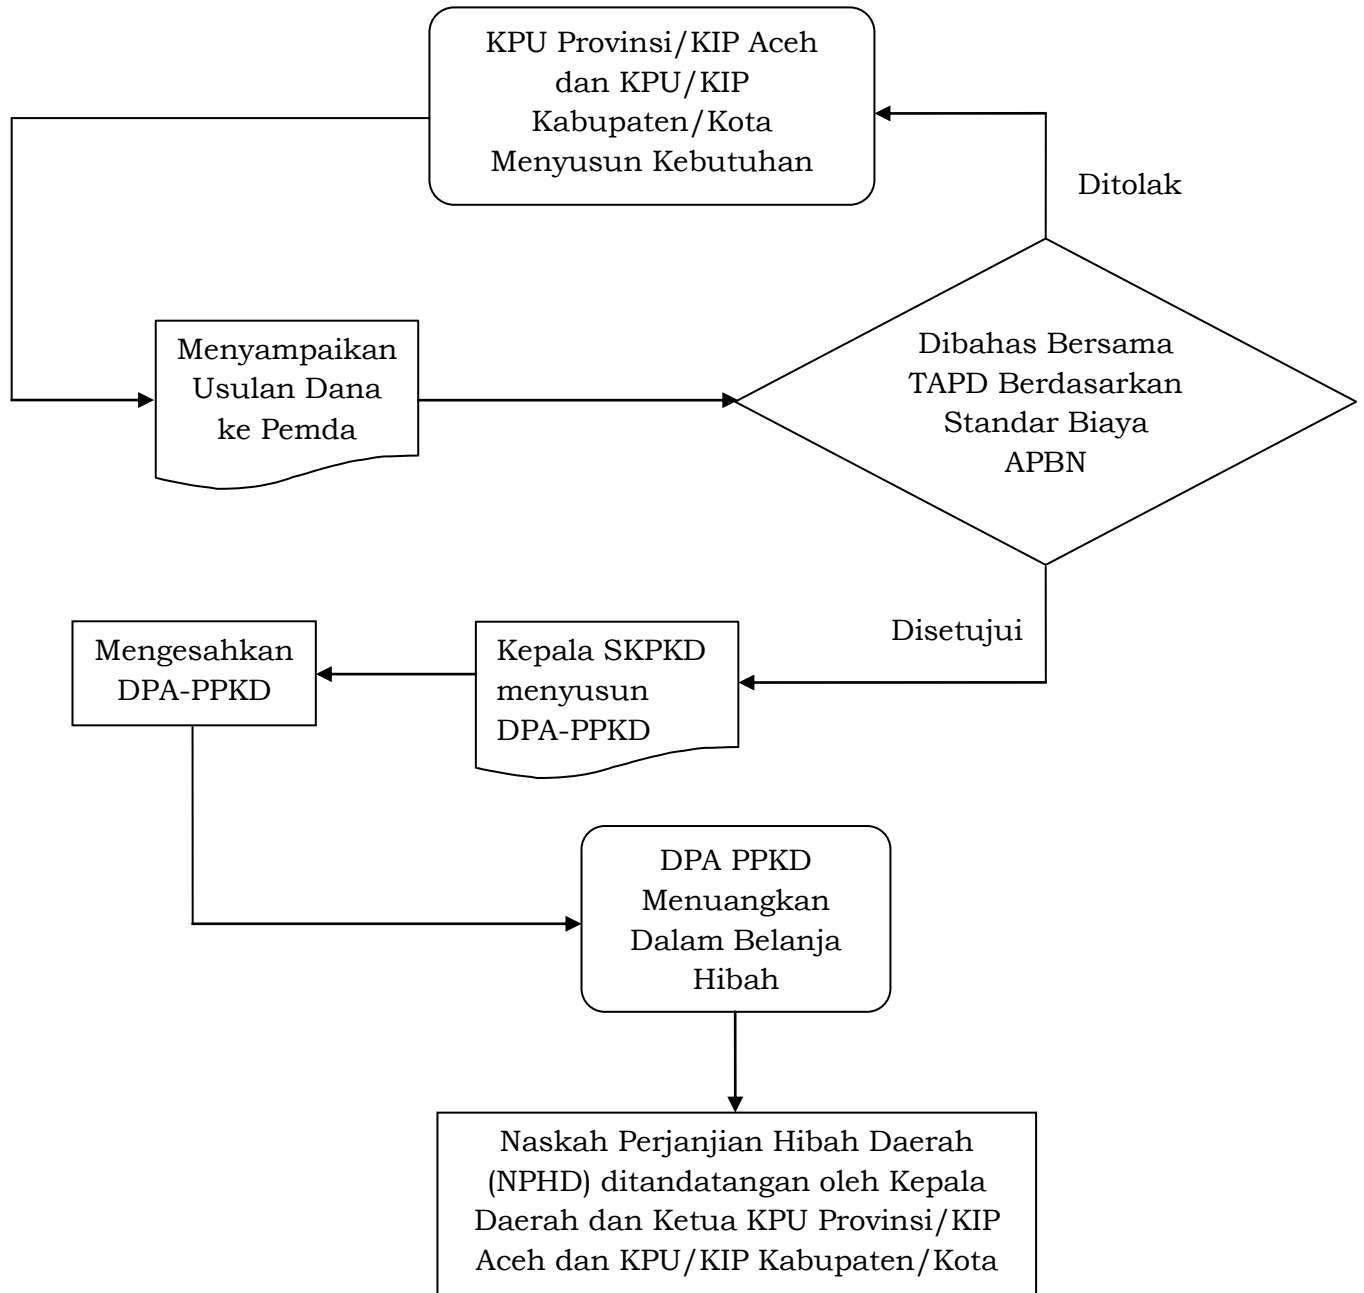 KPU Provinsi/KIP Aceh
dan KPU/KIP
Kabupaten/Kota
Menyusun Kebutuhan
Ditolak
Menyampaikan
Usulan Dana
ke Pemda
Dibahas Bersama
TAPD Berdasarkan
Standar Biaya
APBN
Disetujui
Kepala SKPKD
menyusun
DPA-PPKD
Mengesahkan
DPA-PPKD
DPA PPKD
Menuangkan
Dalam Belanja
Hibah
Naskah Perjanjian Hibah Daerah
(NPHD) ditandatangan oleh Kepala
Daerah dan Ketua KPU Provinsi/KIP
Aceh dan KPU/KIP Kabupaten/Kota